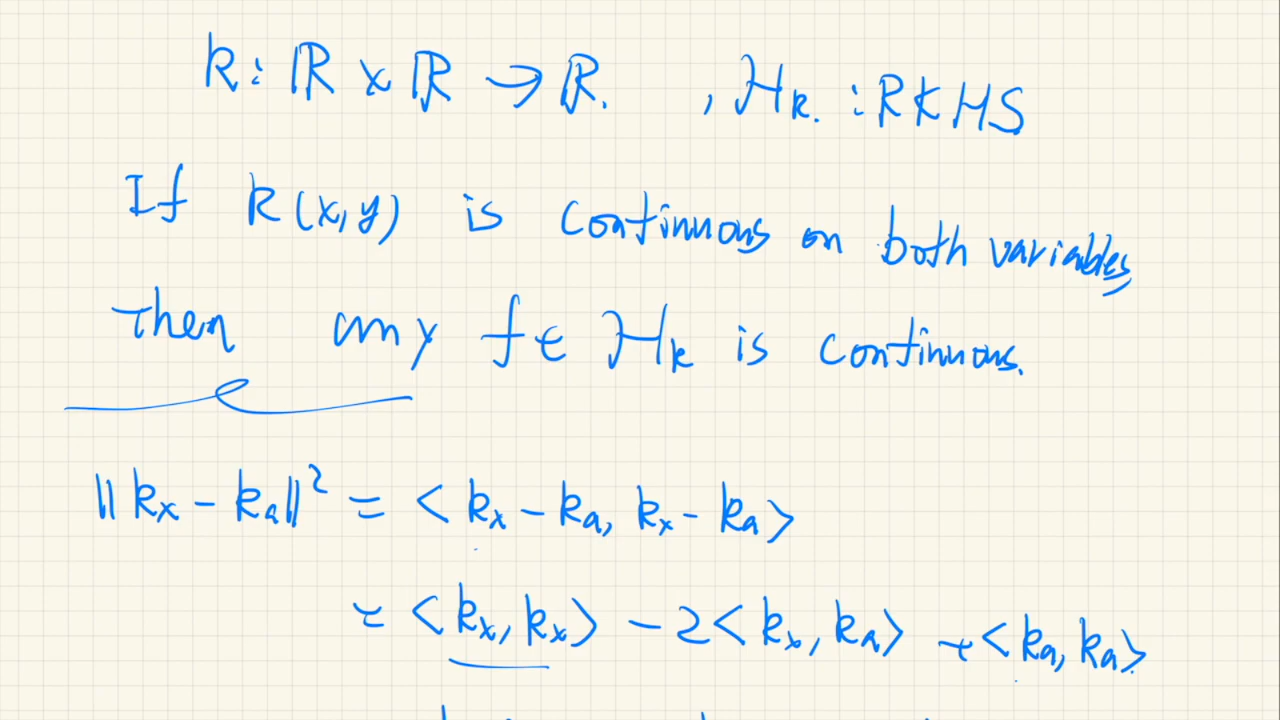 k: ℝ × ℝ → ℝ. , ℋₖ. : RKHS
If k(x,y) is continuous on both variables,
then any f ∈ ℋₖ is continuous.
‖kₓ − kₐ‖² = <kₓ − kₐ, kₓ − kₐ>
= <kₓ, kₓ> − 2<kₓ, kₐ> + <kₐ, kₐ>